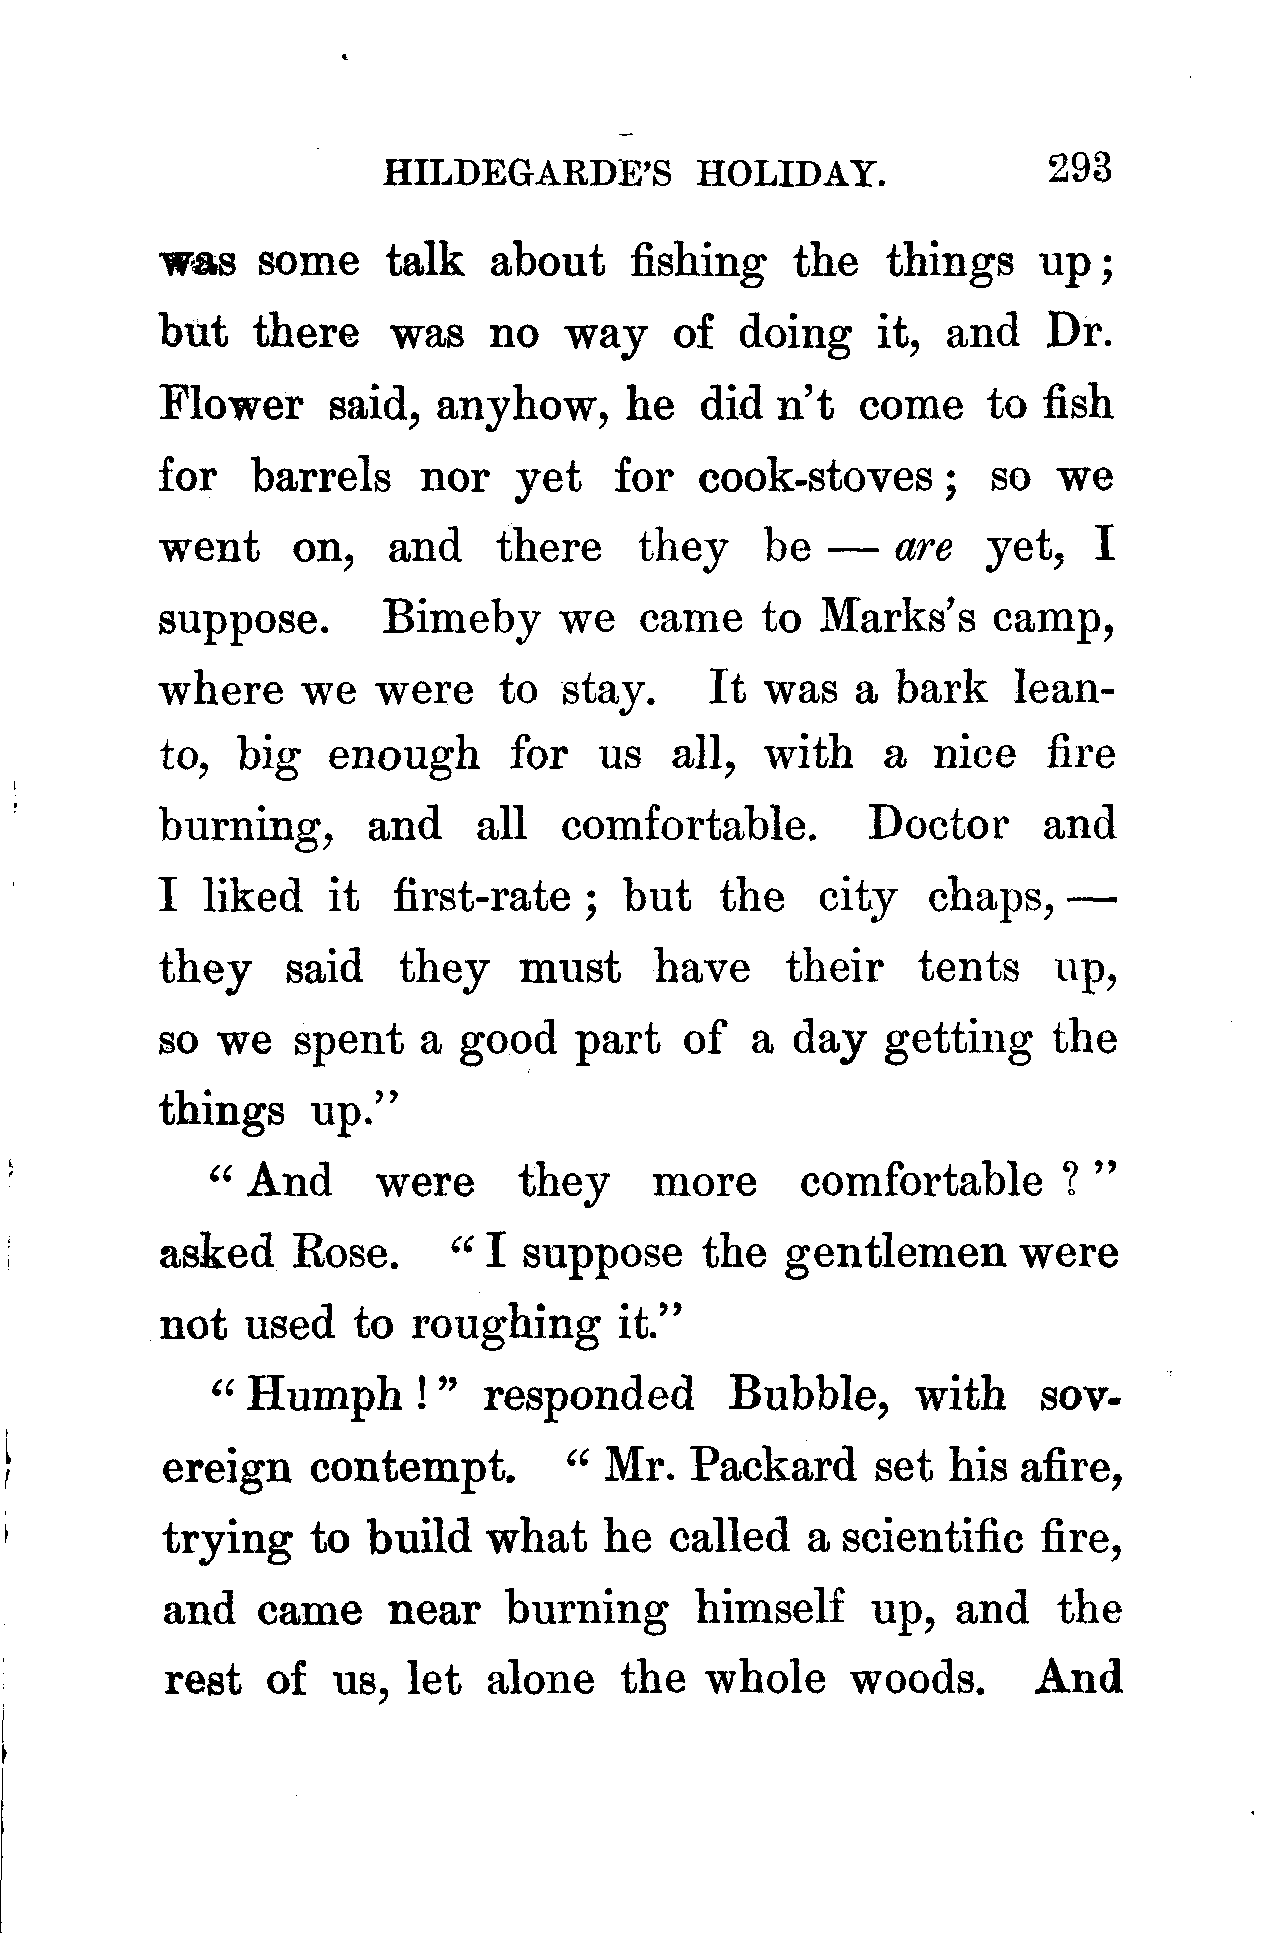 HILDEGARDE'S HOLIDAY. 293
was some talk about fishing the things up;
but there was no way of doing it, and Dr.
Flower said, anyhow, he did n't come to fish
for barrels nor yet for cook-stoves; so we
went on, and there they be — are yet, I
suppose. Bimeby we came to Marks's camp,
where we were to stay. It was a bark lean-
to, big enough for us all, with a nice fire
burning, and all comfortable. Doctor and
I liked it first-rate; but the city chaps, —
they said they must have their tents up,
so we spent a good part of a day getting the
things up."
"And were they more comfortable?"
asked Rose. "I suppose the gentlemen were
not used to roughing it."
"Humph!" responded Bubble, with sov-
ereign contempt. "Mr. Packard set his afire,
trying to build what he called a scientific fire,
and came near burning himself up, and the
rest of us, let alone the whole woods. And